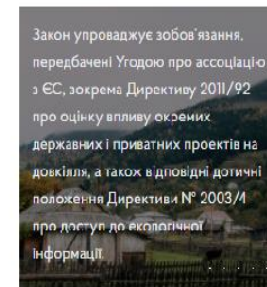 Закон упроваджує зобов'язання,
передбачені Угодою про асоціацію
з ЄС, зокрема Директиву 2011/92
про оцінку впливу окремих
державних і приватних проектів на
довкілля, а також відповідні дотичні
положення Директиви № 2003/4
про доступ до екологічної
інформації.